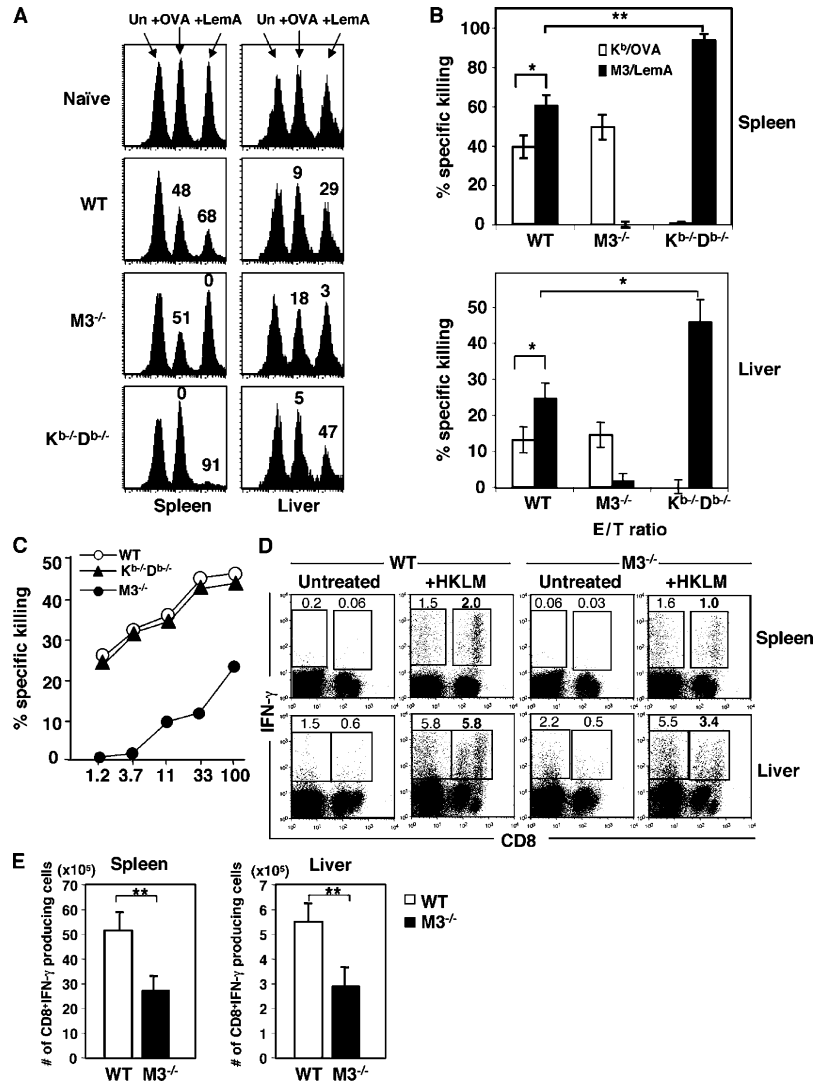 A
Un +OVA +LemA
+OVA +LemA
Naïve
WT
48
68
9
29
M3-/-
51
0
18
3
Kb-/-Db-/-
0
91
5
47
Spleen
Liver
B
% specific killing
100
80
60
40
20
0
*
**
Kb/OVA
M3/LemA
WT
M3-/-
Kb-/-Db-/-
Spleen
% specific killing
50
40
30
20
10
0
*
*
WT
M3-/-
Kb-/-Db-/-
Liver
E/T ratio
C
WT
Kb-/-Db-/-
M3-/-
% specific killing
50
40
30
20
10
0
1.2
3.7
11
33
100
D
WT
M3-/-
Untreated
+HKLM
Untreated
+HKLM
0.2
0.06
1.5
2.0
0.06
0.03
1.6
1.0
Spleen
1.5
0.6
5.8
5.8
2.2
0.5
5.5
3.4
Liver
IFN-γ
CD8
E
Spleen
(x10⁵)
# of CD8+IFN-γ producing cells
70
60
50
40
30
20
10
0
**
WT
M3-/-
Liver
(x10⁵)
# of CD8+IFN-γ producing cells
7
6
5
4
3
2
1
0
**
WT
M3-/-
WT
M3-/-